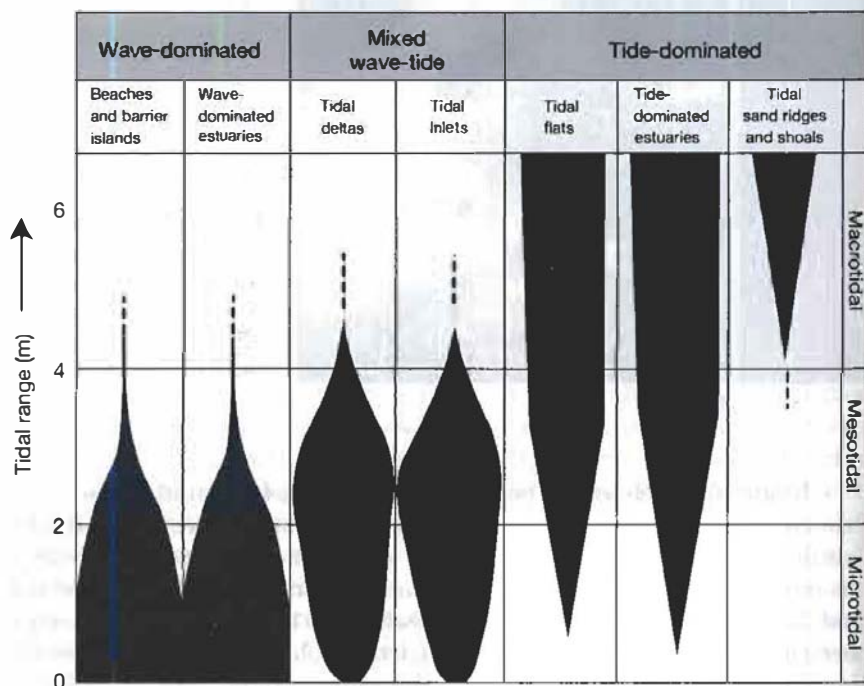 Wave-dominated
Mixed
wave-tide
Tide-dominated
Beaches
and barrier
islands
Wave-
dominated
estuaries
Tidal
deltas
Tidal
Inlets
Tidal
flats
Tide-
dominated
estuaries
Tidal
sand ridges
and shoals
Tidal range (m)
6
4
2
0
Macrotidal
Mesotidal
Microtidal